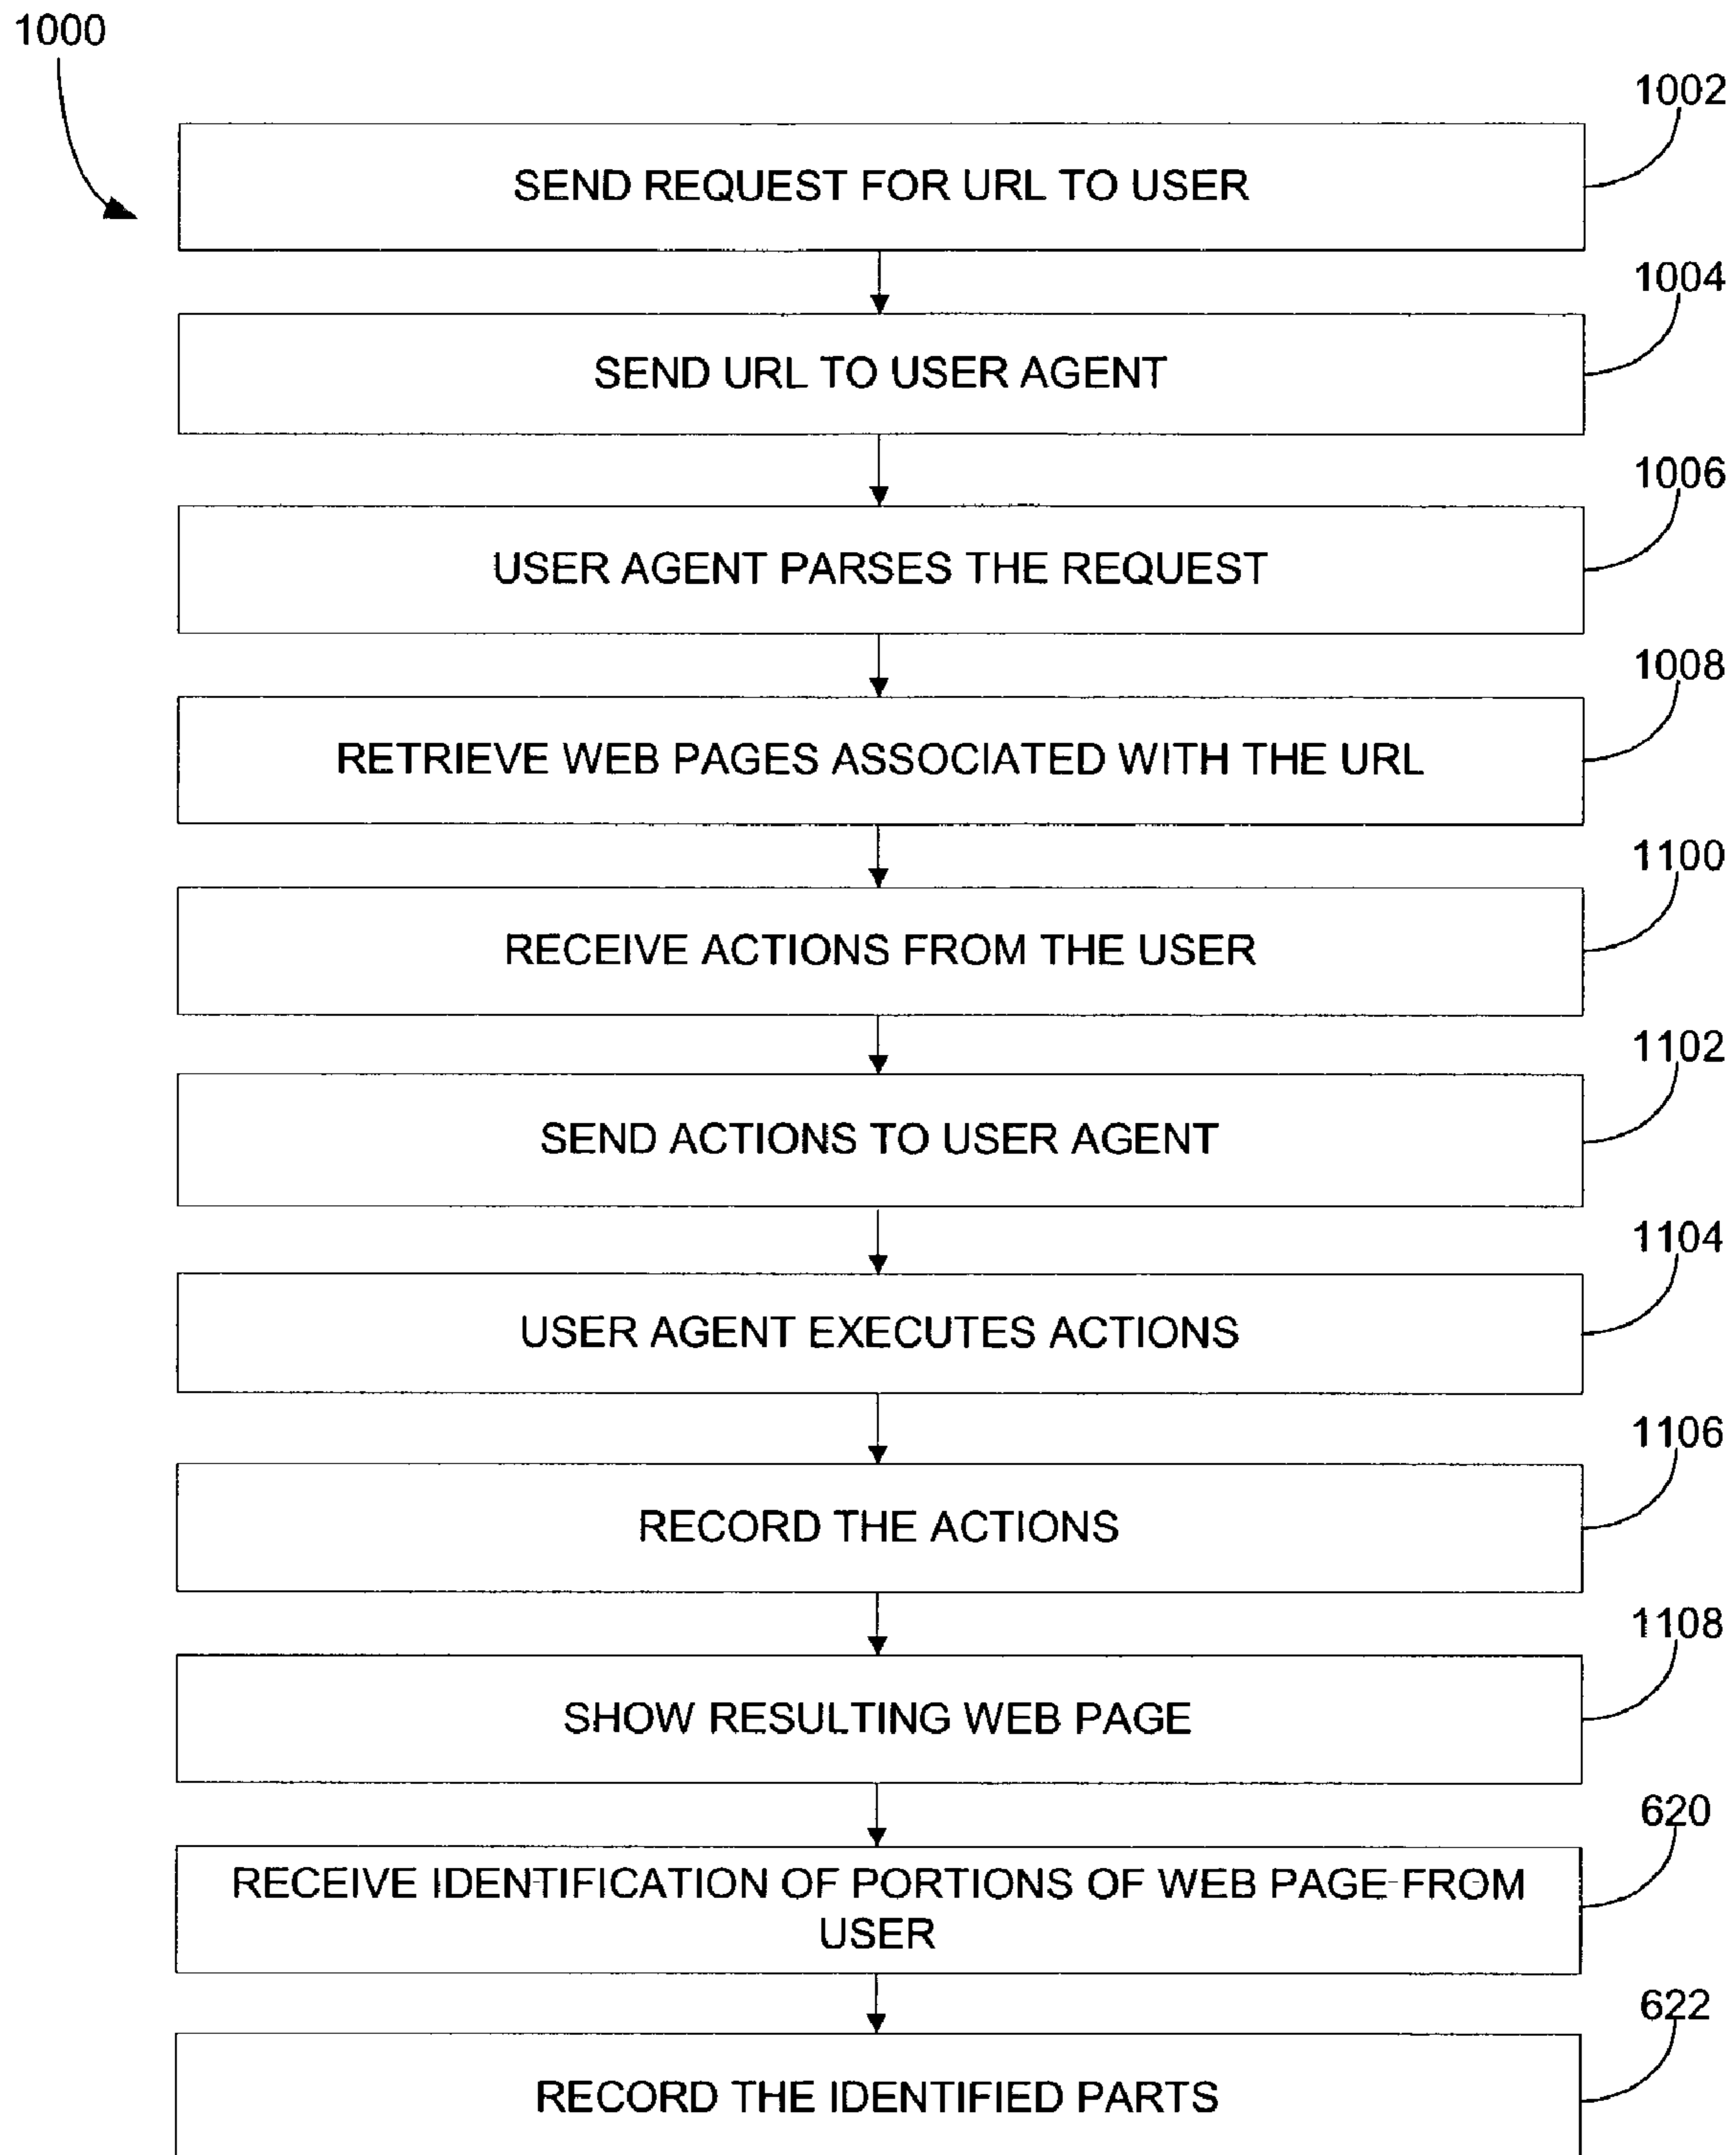 1000
1002
SEND REQUEST FOR URL TO USER
1004
SEND URL TO USER AGENT
1006
USER AGENT PARSES THE REQUEST
1008
RETRIEVE WEB PAGES ASSOCIATED WITH THE URL
1100
RECEIVE ACTIONS FROM THE USER
1102
SEND ACTIONS TO USER AGENT
1104
USER AGENT EXECUTES ACTIONS
1106
RECORD THE ACTIONS
1108
SHOW RESULTING WEB PAGE
620
RECEIVE IDENTIFICATION OF PORTIONS OF WEB PAGE FROM
USER
622
RECORD THE IDENTIFIED PARTS